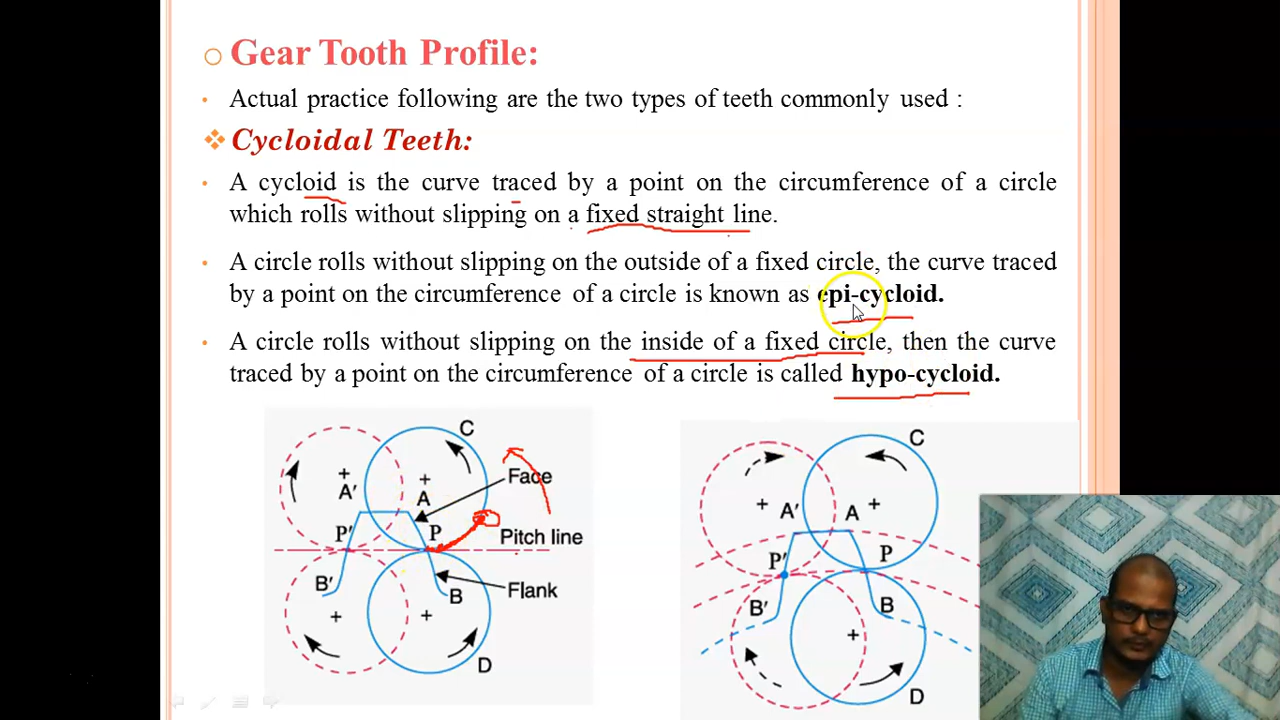 Gear Tooth Profile:
Actual practice following are the two types of teeth commonly used :
Cycloidal Teeth:
A cycloid is the curve traced by a point on the circumference of a circle
which rolls without slipping on a fixed straight line.
A circle rolls without slipping on the outside of a fixed circle, the curve traced
by a point on the circumference of a circle is known as epi-cycloid.
A circle rolls without slipping on the inside of a fixed circle, then the curve
traced by a point on the circumference of a circle is called hypo-cycloid.
C
Face
A'
A
P'
P
Pitch line
B'
B
Flank
D
C
A'
A
P'
P
B'
B
D